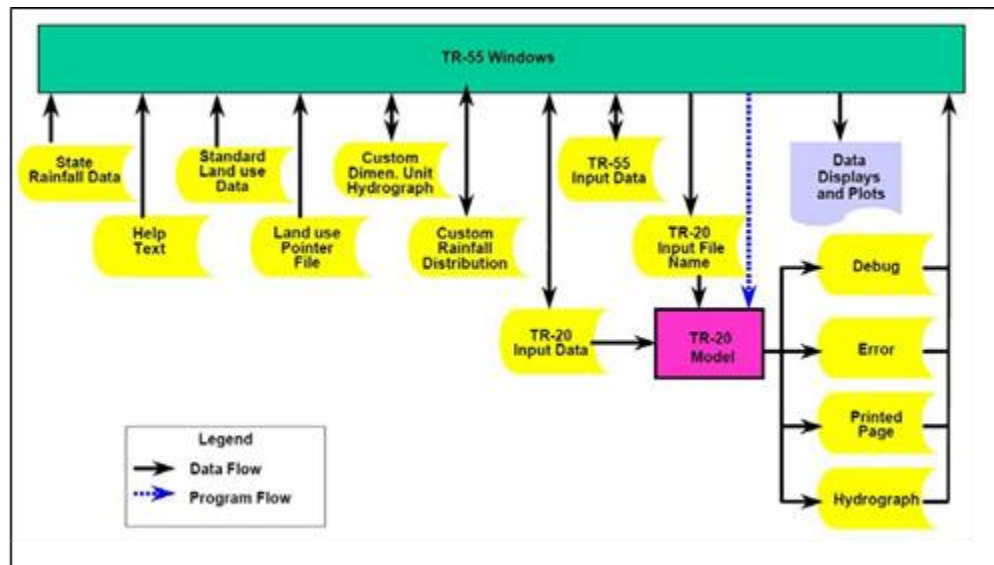 TR-55 Windows
State
Rainfall Data
Help
Text
Standard
Land use
Data
Land use
Pointer
File
Custom
Dimen. Unit
Hydrograph
Custom
Rainfall
Distribution
TR-20
Input Data
TR-55
Input Data
TR-20
Input File
Name
TR-20
Model
Data
Displays
and Plots
Debug
Error
Printed
Page
Hydrograph
Legend
Data Flow
Program Flow